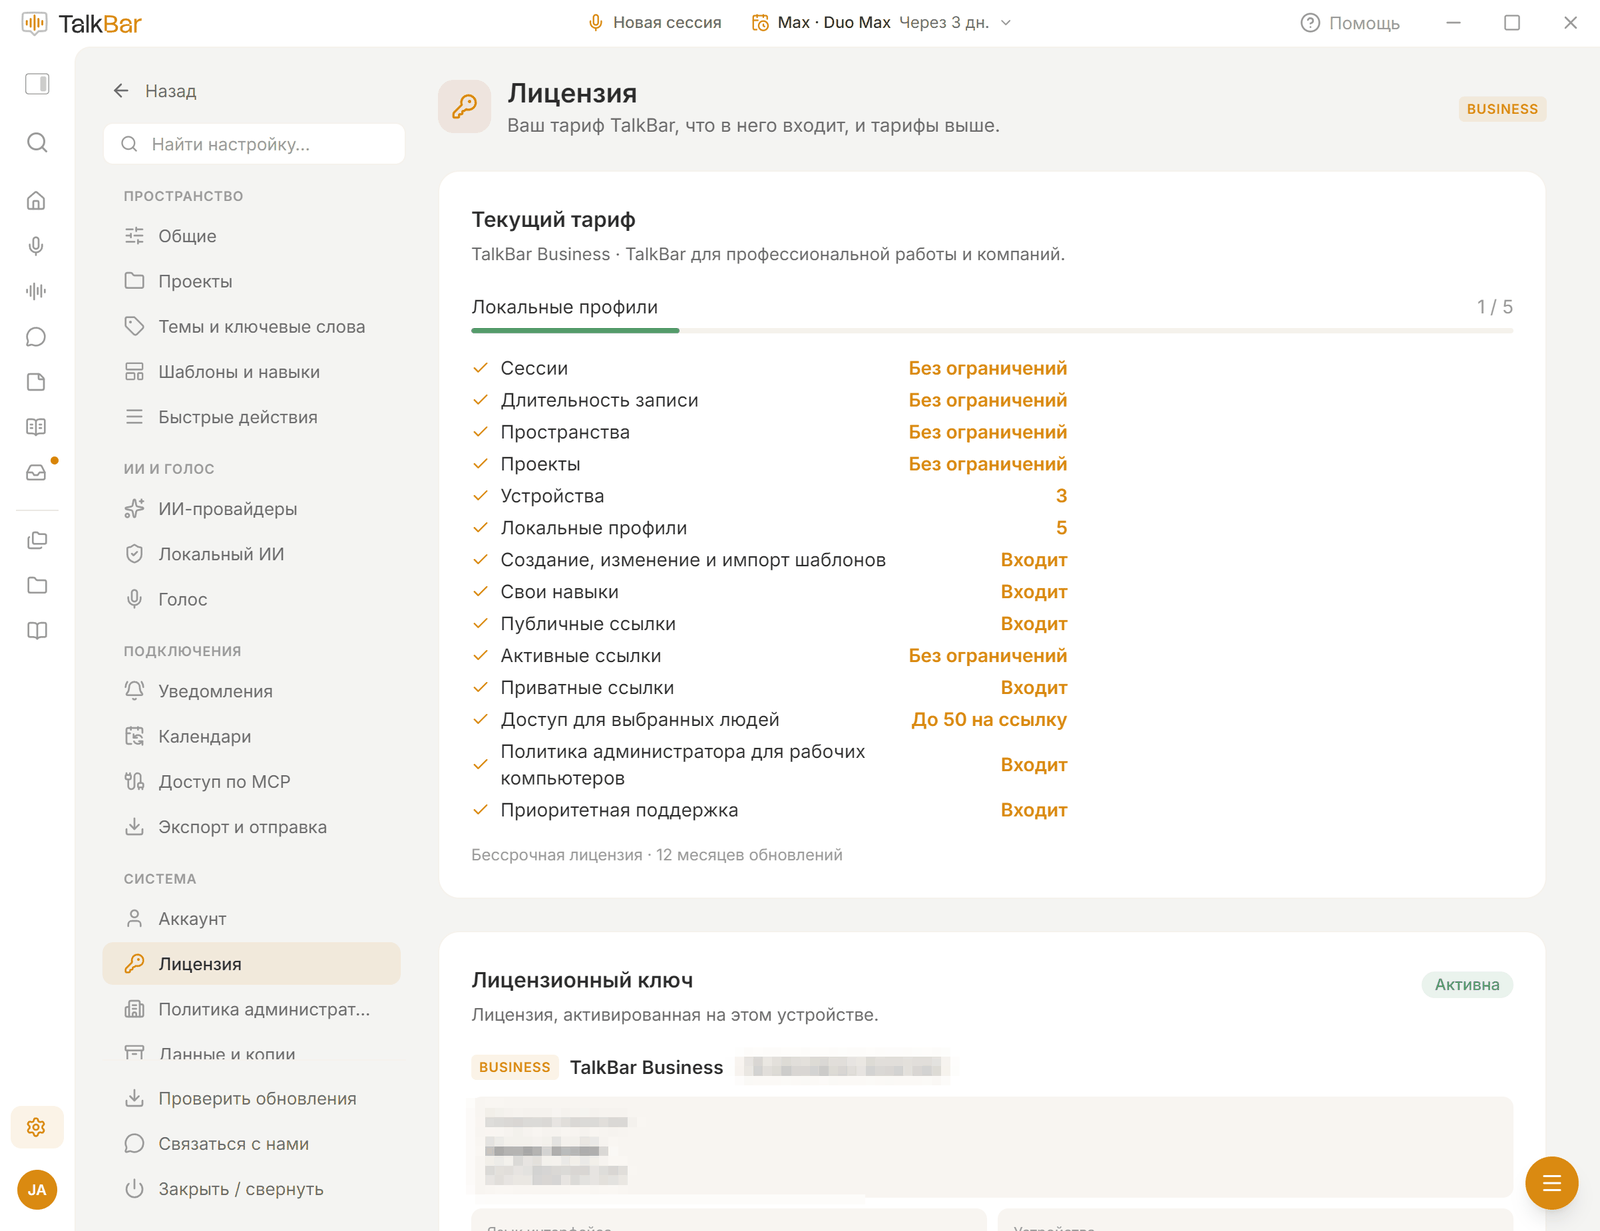 TalkBar
Новая сессия
Max · Duo Max Через 3 дн.
Помощь
Назад
Найти настройку...
ПРОСТРАНСТВО
Общие
Проекты
Темы и ключевые слова
Шаблоны и навыки
Быстрые действия
ИИ И ГОЛОС
ИИ-провайдеры
Локальный ИИ
Голос
ПОДКЛЮЧЕНИЯ
Уведомления
Календари
Доступ по MCP
Экспорт и отправка
СИСТЕМА
Аккаунт
Лицензия
Политика администрат...
Данные и копии
Проверить обновления
Связаться с нами
Закрыть / свернуть
JA
Лицензия
Ваш тариф TalkBar, что в него входит, и тарифы выше.
BUSINESS
Текущий тариф
TalkBar Business · TalkBar для профессиональной работы и компаний.
Локальные профили 1 / 5
Сессии Без ограничений
Длительность записи Без ограничений
Пространства Без ограничений
Проекты Без ограничений
Устройства 3
Локальные профили 5
Создание, изменение и импорт шаблонов Входит
Свои навыки Входит
Публичные ссылки Входит
Активные ссылки Без ограничений
Приватные ссылки Входит
Доступ для выбранных людей До 50 на ссылку
Политика администратора для рабочих
компьютеров Входит
Приоритетная поддержка Входит
Бессрочная лицензия · 12 месяцев обновлений
Лицензионный ключ
Активна
Лицензия, активированная на этом устройстве.
BUSINESS TalkBar Business
Язык интерфейса Устройства